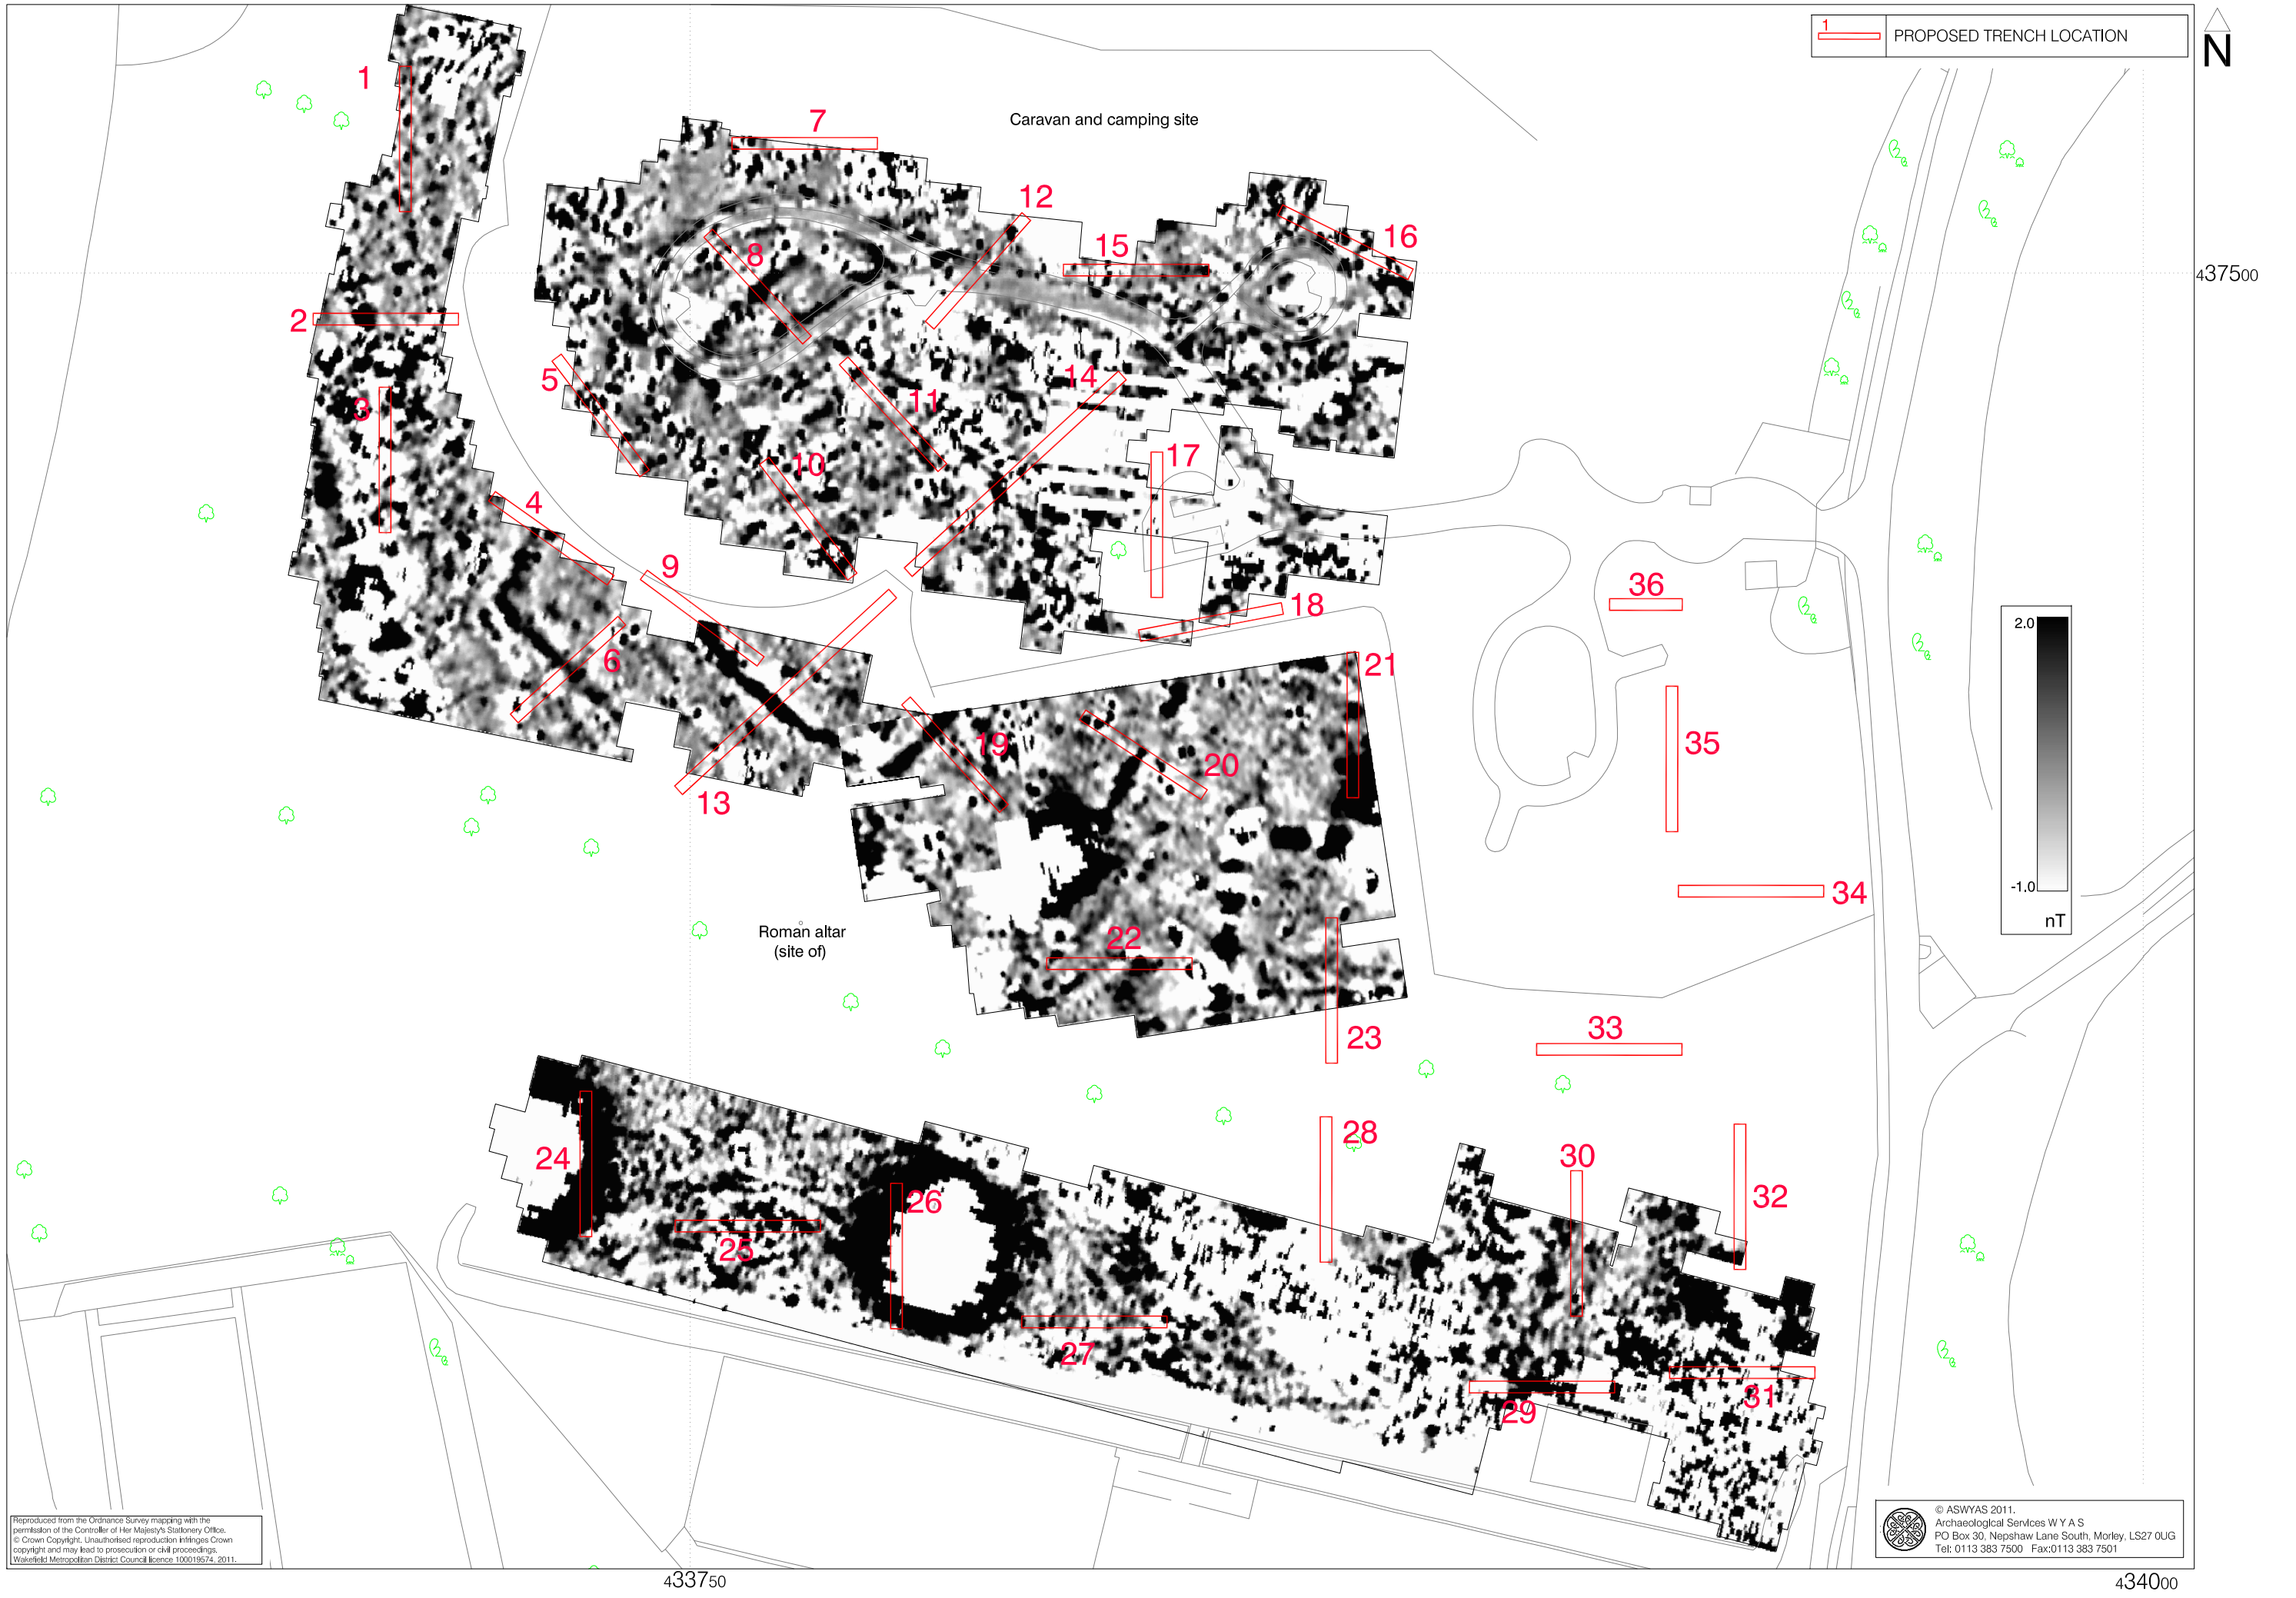 1
PROPOSED TRENCH LOCATION
N
1
7
Caravan and camping site
12
16
15
8
437500
2
5
14
3
11
10
17
4
9
36
18
2.0
6
21
35
19
20
13
34
-1.0
nT
Roman altar
(site of)
22
23
33
28
24
30
32
26
25
27
31
29
Reproduced from the Ordnance Survey mapping with the
permission of the Controller of Her Majesty's Stationery Office.
© Crown Copyright. Unauthorised reproduction infringes Crown
copyright and may lead to prosecution or civil proceedings.
Wakefield Metropolitan District Council licence 100019574, 2011.
© ASWYAS 2011.
Archaeological Services W Y A S
PO Box 30, Nepshaw Lane South, Morley, LS27 0UG
Tel: 0113 383 7500 Fax:0113 383 7501
433750
434000